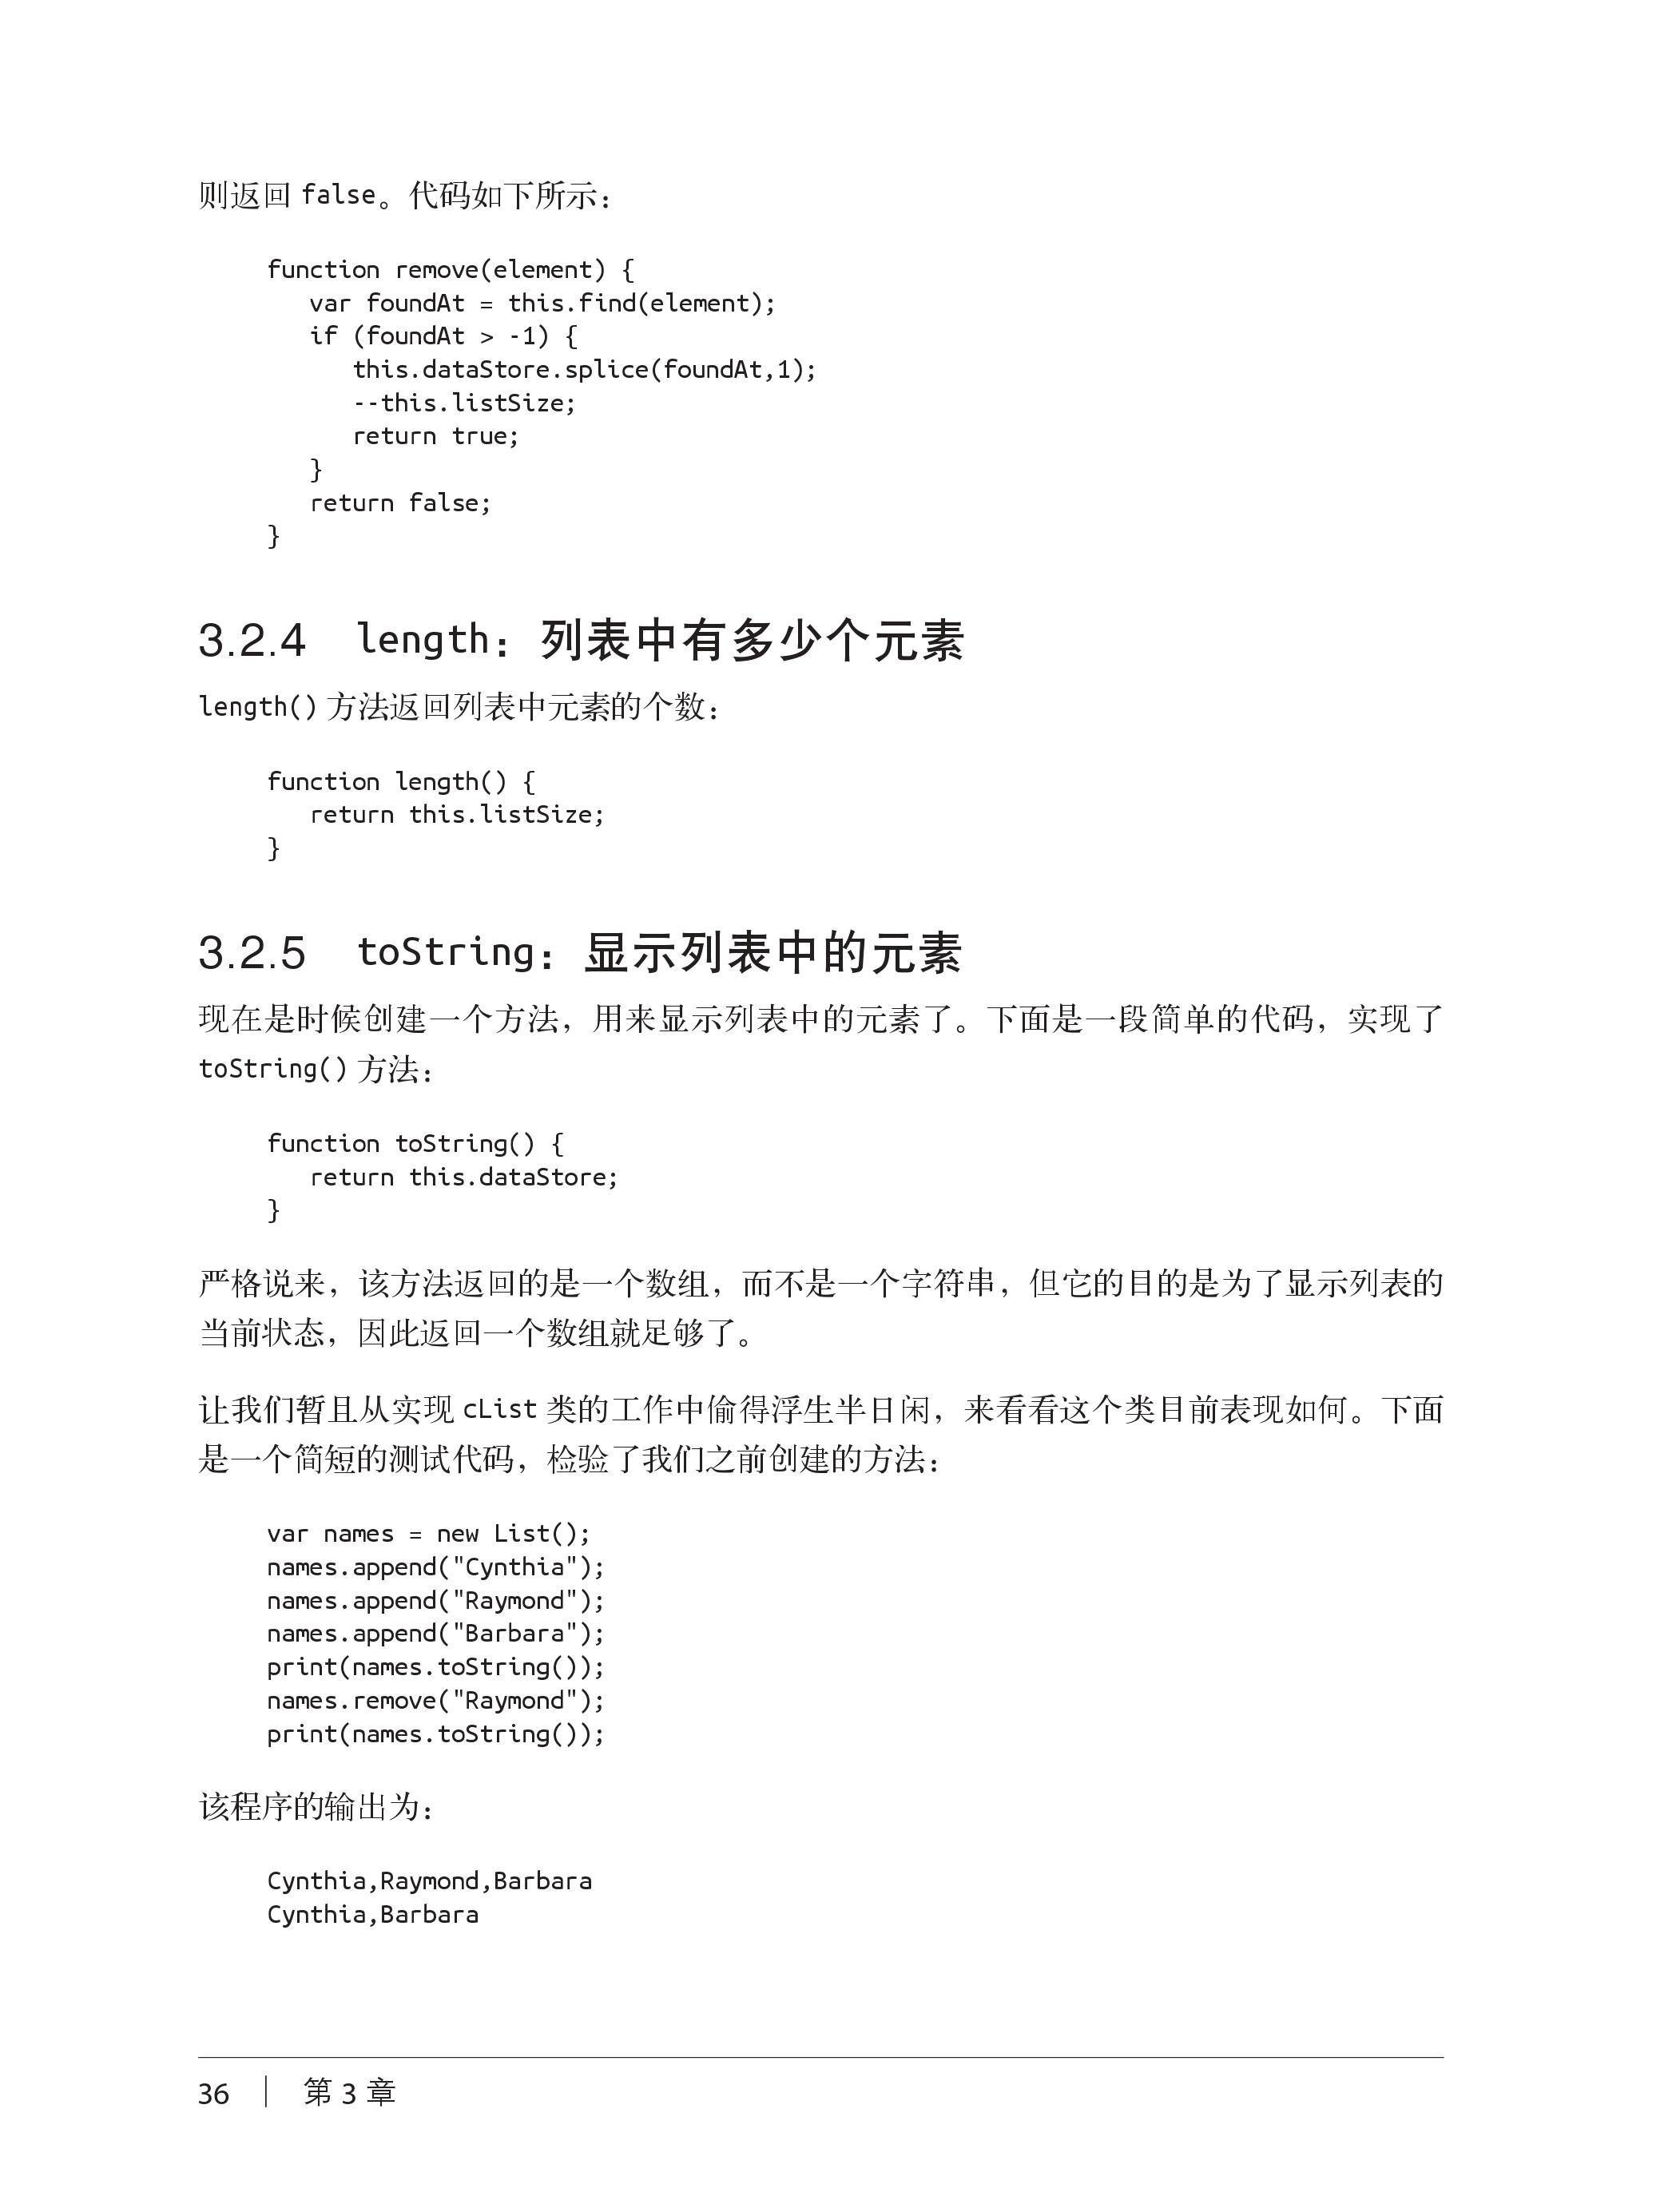 则返回 false。代码如下所示：
function remove(element) {
   var foundAt = this.find(element);
   if (foundAt > -1) {
      this.dataStore.splice(foundAt,1);
      --this.listSize;
      return true;
   }
   return false;
}
3.2.4 length：列表中有多少个元素
length() 方法返回列表中元素的个数：
function length() {
   return this.listSize;
}
3.2.5 toString：显示列表中的元素
现在是时候创建一个方法，用来显示列表中的元素了。下面是一段简单的代码，实现了
toString() 方法：
function toString() {
   return this.dataStore;
}
严格说来，该方法返回的是一个数组，而不是一个字符串，但它的目的是为了显示列表的
当前状态，因此返回一个数组就足够了。
让我们暂且从实现 cList 类的工作中偷得浮生半日闲，来看看这个类目前表现如何。下面
是一个简短的测试代码，检验了我们之前创建的方法：
var names = new List();
names.append("Cynthia");
names.append("Raymond");
names.append("Barbara");
print(names.toString());
names.remove("Raymond");
print(names.toString());
该程序的输出为：
Cynthia,Raymond,Barbara
Cynthia,Barbara
36 | 第 3 章